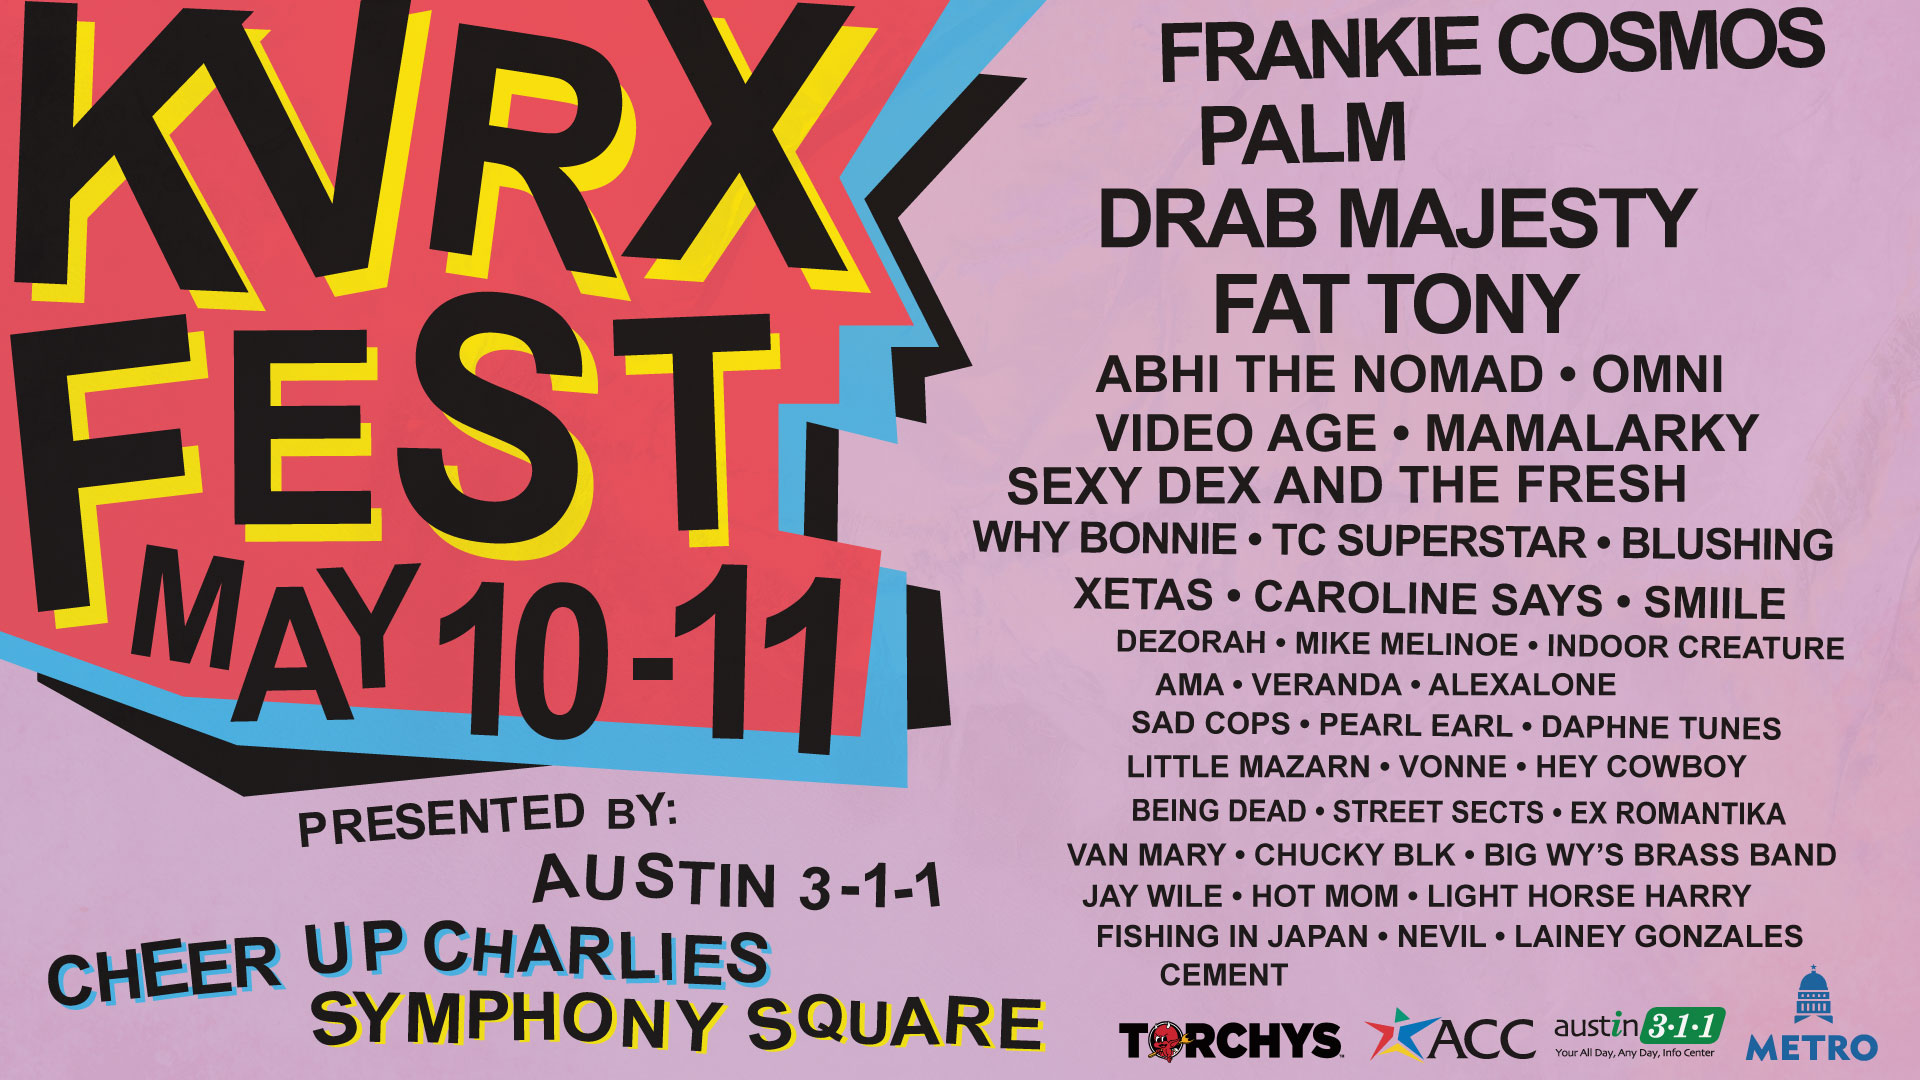 KVRX
FEST
MAY 10-11
PRESENTED BY:
AUSTIN 3-1-1
CHEER UP CHARLIES
SYMPHONY SQUARE
FRANKIE COSMOS
PALM
DRAB MAJESTY
FAT TONY
ABHI THE NOMAD • OMNI
VIDEO AGE • MAMALARKY
SEXY DEX AND THE FRESH
WHY BONNIE • TC SUPERSTAR • BLUSHING
XETAS • CAROLINE SAYS • SMIILE
DEZORAH • MIKE MELINOE • INDOOR CREATURE
AMA • VERANDA • ALEXALONE
SAD COPS • PEARL EARL • DAPHNE TUNES
LITTLE MAZARN • VONNE • HEY COWBOY
BEING DEAD • STREET SECTS • EX ROMANTIKA
VAN MARY • CHUCKY BLK • BIG WY'S BRASS BAND
JAY WILE • HOT MOM • LIGHT HORSE HARRY
FISHING IN JAPAN • NEVIL • LAINEY GONZALES
CEMENT
TORCHYS
ACC
austin 3·1·1
Your All Day, Any Day, Info Center
METRO